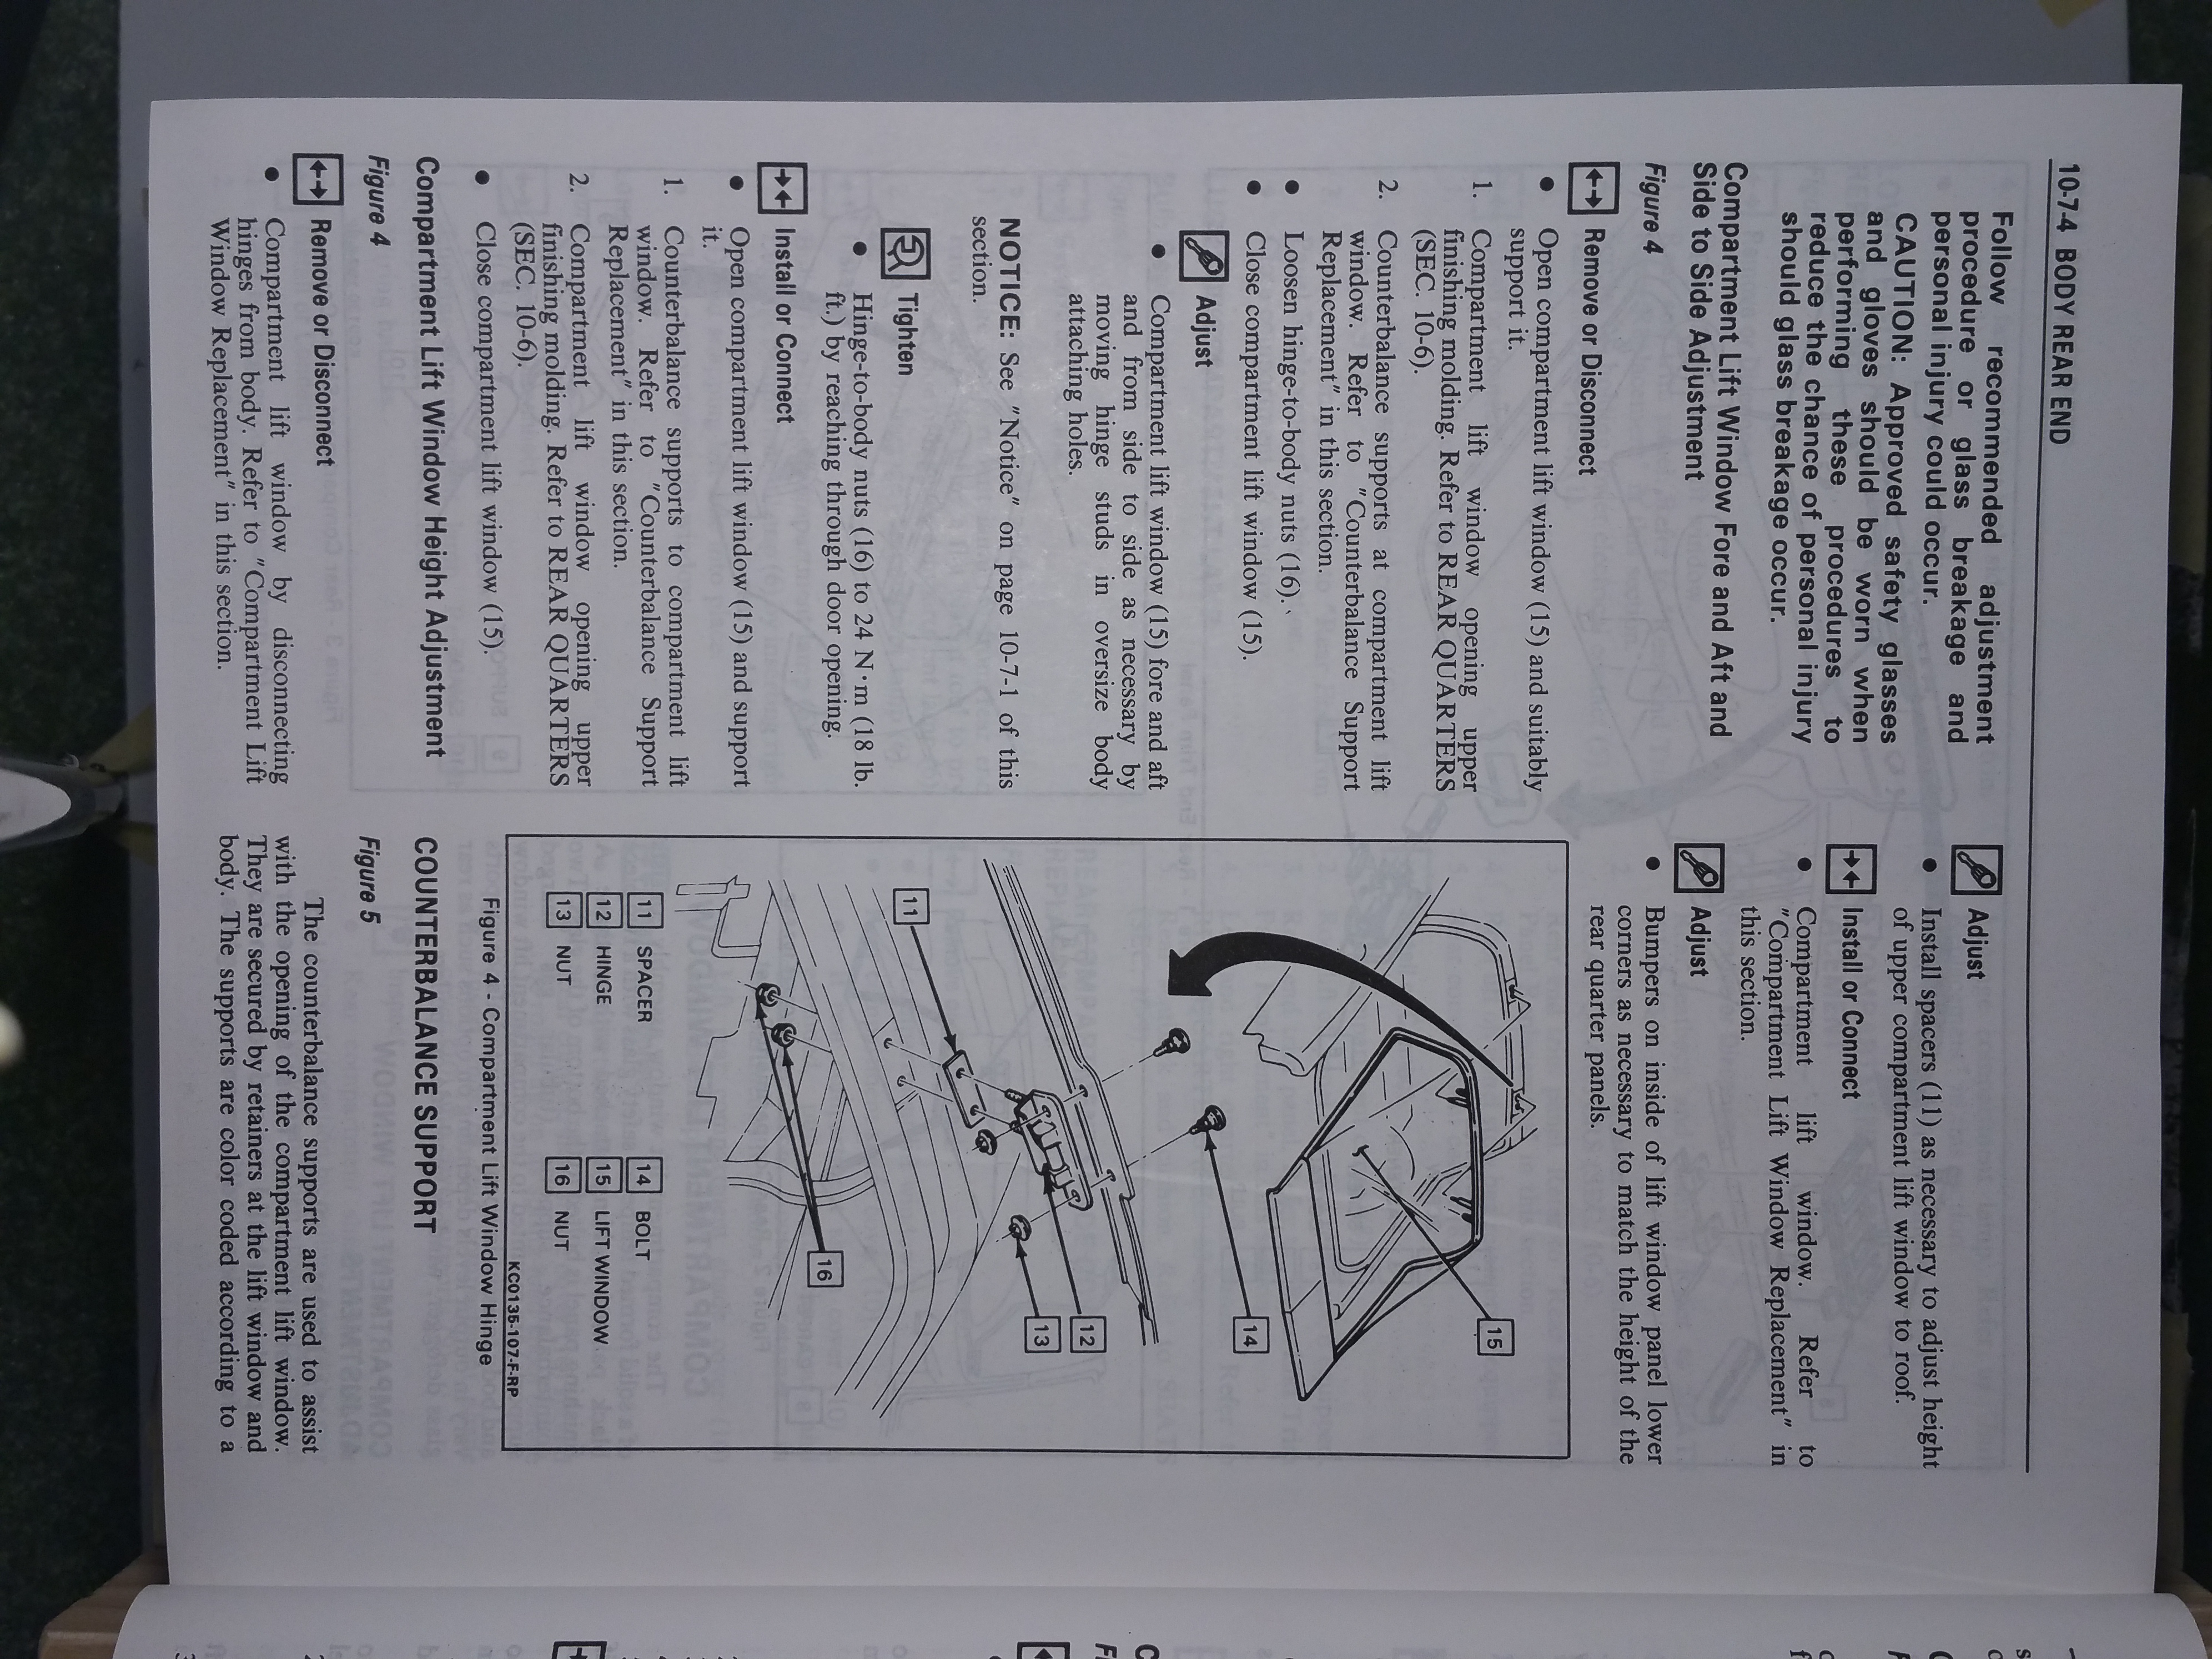 10-7-4 BODY REAR END
Follow recommended adjustment
procedure or glass breakage and
personal injury could occur.
CAUTION: Approved safety glasses
and gloves should be worn when
performing these procedures to
reduce the chance of personal injury
should glass breakage occur.
Compartment Lift Window Fore and Aft and
Side to Side Adjustment
Figure 4
Remove or Disconnect
● Open compartment lift window (15) and suitably
support it.
1. Compartment lift window opening upper
finishing molding. Refer to REAR QUARTERS
(SEC. 10-6).
2. Counterbalance supports at compartment lift
window. Refer to "Counterbalance Support
Replacement" in this section.
● Loosen hinge-to-body nuts (16).
● Close compartment lift window (15).
Adjust
● Compartment lift window (15) fore and aft
and from side to side as necessary by
moving hinge studs in oversize body
attaching holes.
NOTICE: See "Notice" on page 10-7-1 of this
section.
Tighten
● Hinge-to-body nuts (16) to 24 N·m (18 lb.
ft.) by reaching through door opening.
Install or Connect
● Open compartment lift window (15) and support
it.
1. Counterbalance supports to compartment lift
window. Refer to "Counterbalance Support
Replacement" in this section.
2. Compartment lift window opening upper
finishing molding. Refer to REAR QUARTERS
(SEC. 10-6).
● Close compartment lift window (15).
Compartment Lift Window Height Adjustment
Figure 4
Remove or Disconnect
● Compartment lift window by disconnecting
hinges from body. Refer to "Compartment Lift
Window Replacement" in this section.
Adjust
● Install spacers (11) as necessary to adjust height
of upper compartment lift window to roof.
Install or Connect
● Compartment lift window. Refer to
"Compartment Lift Window Replacement" in
this section.
Adjust
● Bumpers on inside of lift window panel lower
corners as necessary to match the height of the
rear quarter panels.
15
14
12
13
11
16
11 SPACER
12 HINGE
13 NUT
14 BOLT
15 LIFT WINDOW
16 NUT
KC0135-107-F-RP
Figure 4 - Compartment Lift Window Hinge
COUNTERBALANCE SUPPORT
Figure 5
The counterbalance supports are used to assist
with the opening of the compartment lift window.
They are secured by retainers at the lift window and
body. The supports are color coded according to a